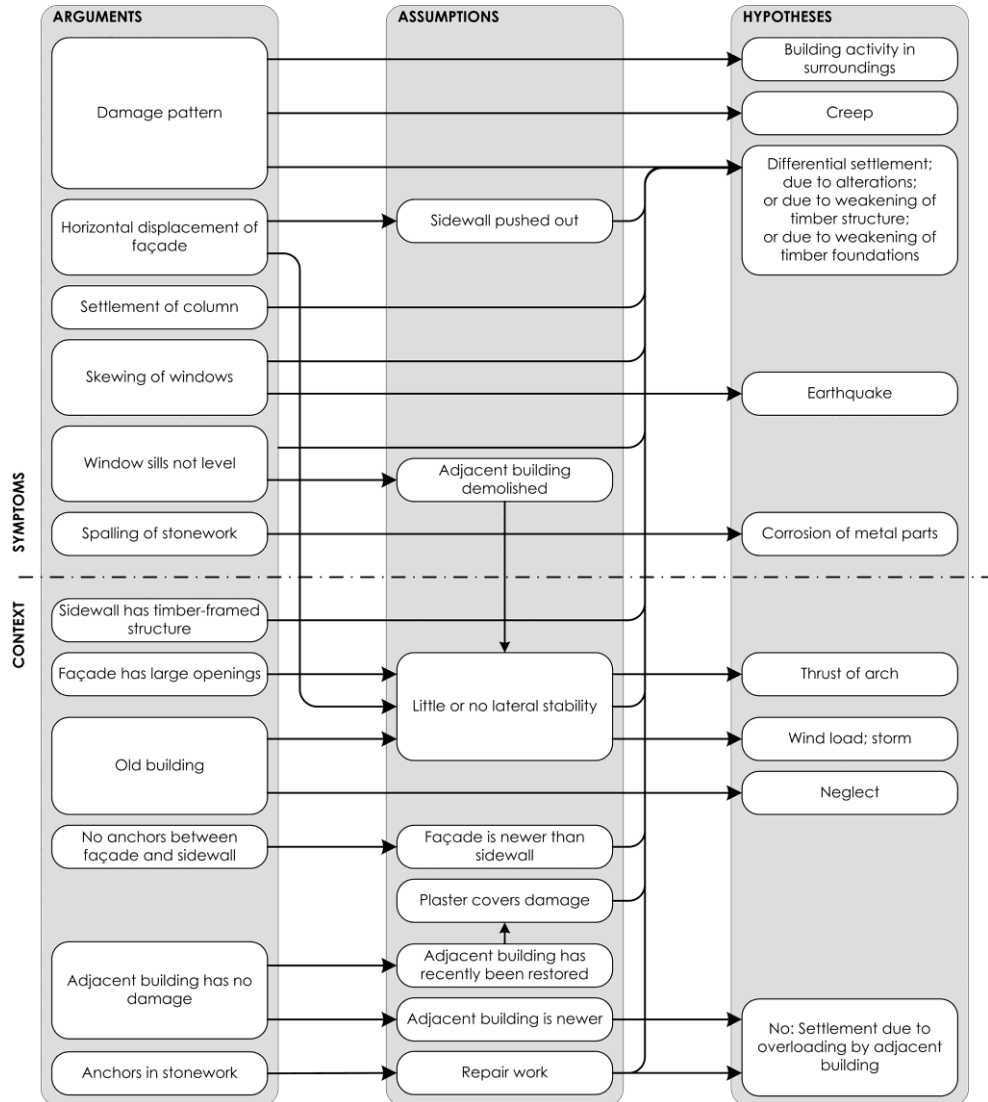 ARGUMENTS
ASSUMPTIONS
HYPOTHESES
Damage pattern
Building activity in
surroundings
Creep
Differential settlement;
due to alterations;
or due to weakening of
timber structure;
or due to weakening of
timber foundations
Horizontal displacement of
façade
Sidewall pushed out
Settlement of column
Skewing of windows
Earthquake
Window sills not level
Adjacent building
demolished
SYMPTOMS
Spalling of stonework
Corrosion of metal parts
CONTEXT
Sidewall has timber-framed
structure
Façade has large openings
Little or no lateral stability
Thrust of arch
Old building
Wind load; storm
Neglect
No anchors between
façade and sidewall
Façade is newer than
sidewall
Plaster covers damage
Adjacent building has no
damage
Adjacent building has
recently been restored
Adjacent building is newer
No: Settlement due to
overloading by adjacent
building
Anchors in stonework
Repair work